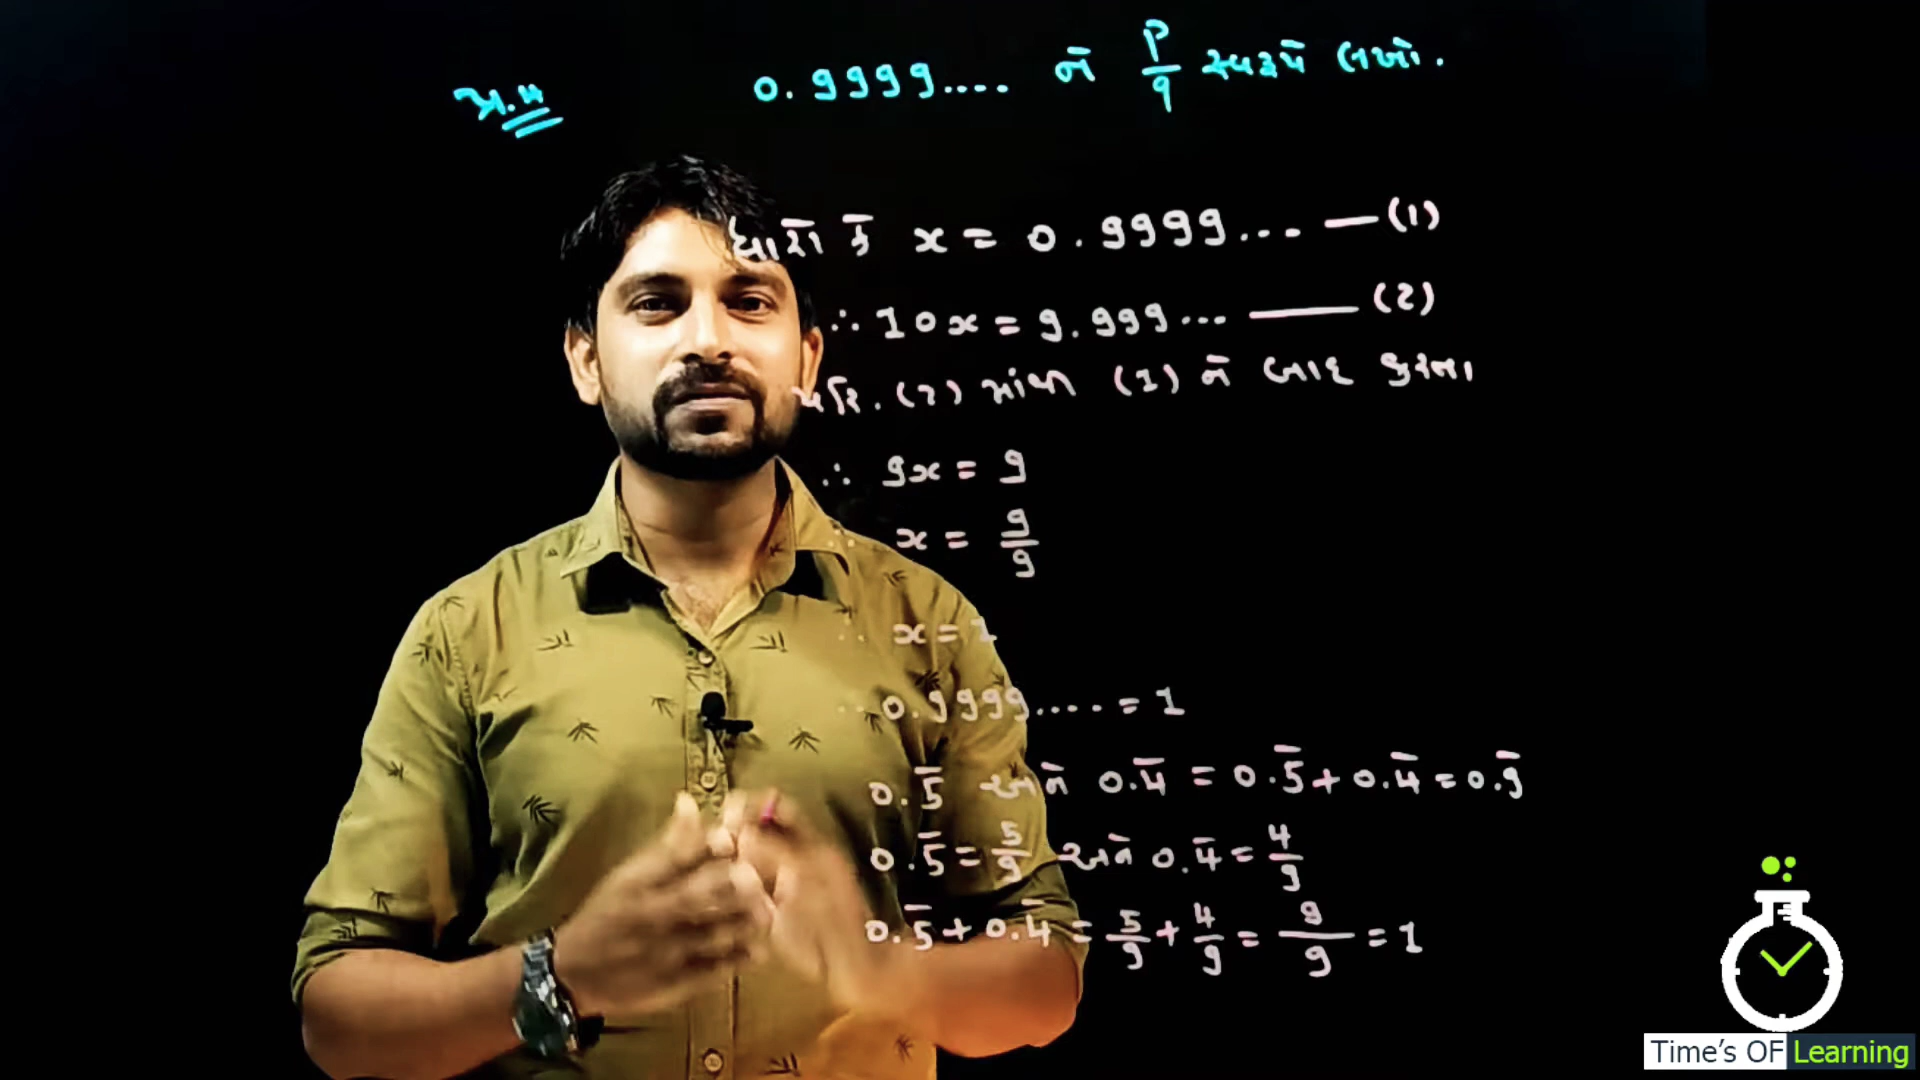 પ્ર.૫ 0.9999.... ને p/q સ્વરૂપે લખો.
ધારો કે x = 0.9999... — (1)
∴ 10x = 9.999... — (2)
પરિ. (2) માંથી (1) ને બાદ કરતા
∴ 9x = 9
∴ x = 9/9
∴ x = 1
∴ 0.9999.... = 1
0.5̅ અને 0.4̅ = 0.5̅ + 0.4̅ = 0.9̅
0.5̅ = 5/9 અને 0.4̅ = 4/9
0.5̅ + 0.4̅ = 5/9 + 4/9 = 9/9 = 1
Time's OF Learning